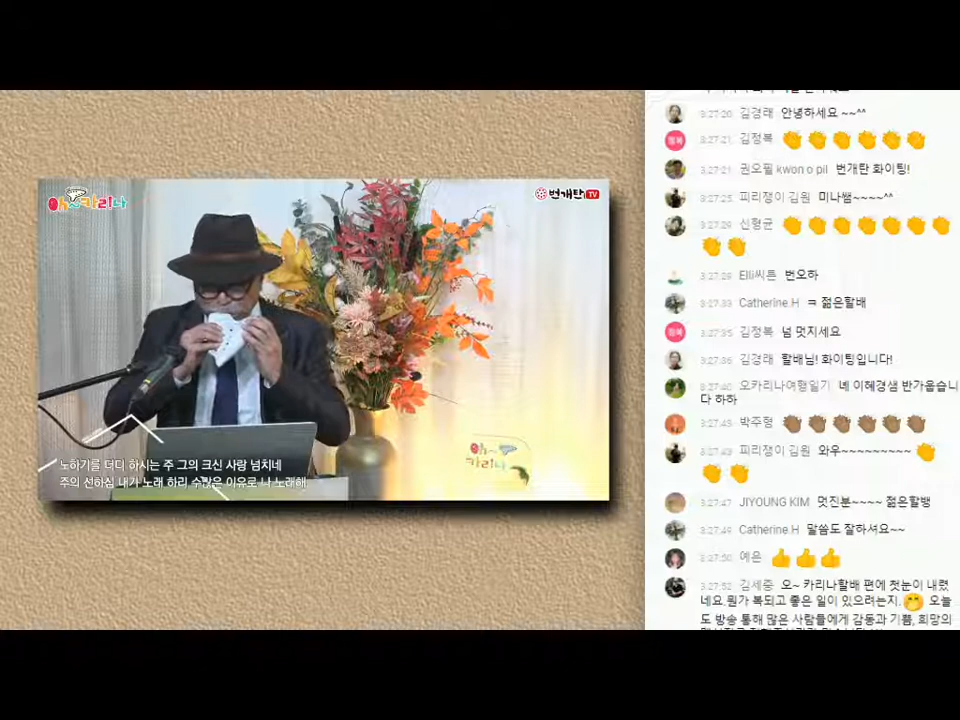 아~카리나
번개탄 TV
아~
카리나
노하기를 더디 하시는 주 그의 크신 사랑 넘치네
주의 선하심 내가 노래 하리 수많은 이유로 나 노래해
3:27:20 김경래 안녕하세요 ~~^^
3:27:21 김정복
3:27:21 권오필 kwon o pil 번개탄 화이팅!
3:27:25 피리쟁이 김원 미나쌤~~~~^^
3:27:29 신형균
3:27:29 Elli씨튼 번오하
3:27:33 Catherine H ㅋ 젊은할배
3:27:35 김정복 넘 멋지세요
3:27:36 김경래 할배님! 화이팅입니다!
3:27:40 오카리나여행일기 네 이혜경샘 반가웁습니
다 하하
3:27:43 박주형
3:27:43 피리쟁이 김원 와우~~~~~~~~~
3:27:47 JIYOUNG KIM 멋진분~~~~ 젊은할뱅
3:27:49 Catherine H 말씀도 잘하셔요~~
3:27:50 예은
3:27:52 김세중 오~ 카리나할배 편에 첫눈이 내렸
네요.뭔가 복되고 좋은 일이 있으려는지. 오늘
도 방송 통해 많은 사람들에게 감동과 기쁨, 희망의